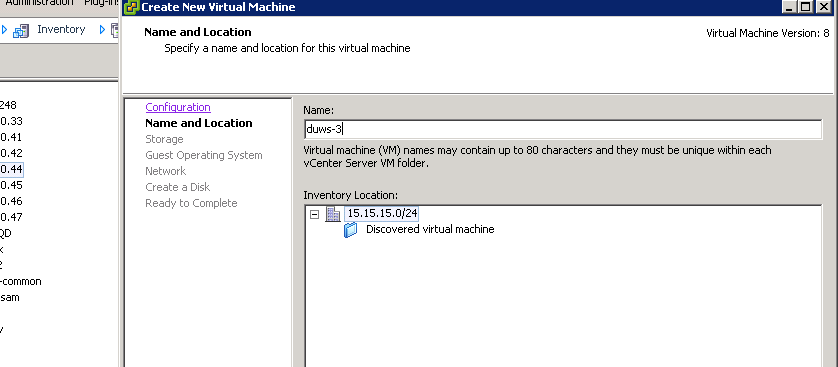 Administration Plug-ins
Create New Virtual Machine
Inventory
Name and Location
Specify a name and location for this virtual machine
Virtual Machine Version: 8
248
0.33
0.41
0.42
0.44
0.45
0.46
0.47
QD
-common
sam
Configuration
Name and Location
Storage
Guest Operating System
Network
Create a Disk
Ready to Complete
Name:
duws-3
Virtual machine (VM) names may contain up to 80 characters and they must be unique within each
vCenter Server VM folder.
Inventory Location:
15.15.15.0/24
Discovered virtual machine